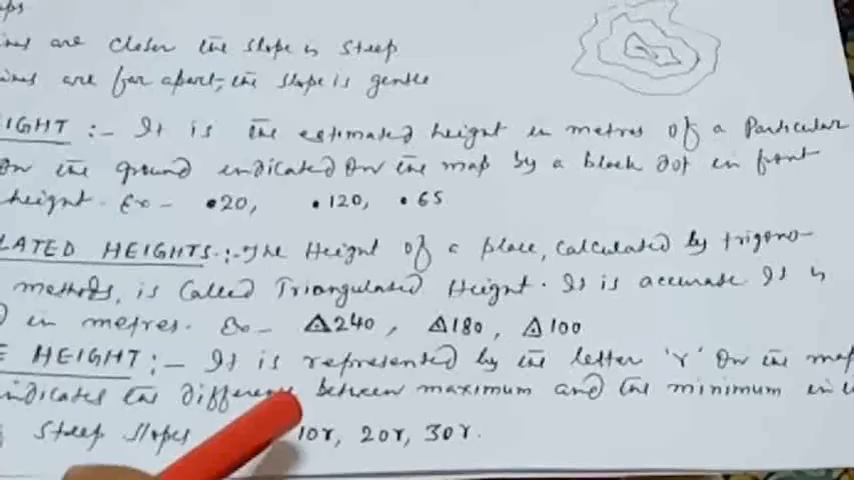 ines are closer the slope is steep
ines are far apart, the slope is gentle
EIGHT :- It is the estimated height in metres of a Particular
on the ground indicated on the map by a black dot in front
height. Ex - •20, •120, •65
LATED HEIGHTS :- The Height of a place, calculated by trigono-
methods, is called Triangulated Height. It is accurate It is
in metres. Ex - △240, △180, △100
E HEIGHT :- It is represented by the letter 'r' on the map
indicates the difference between maximum and the minimum in
steep slopes 10r, 20r, 30r.